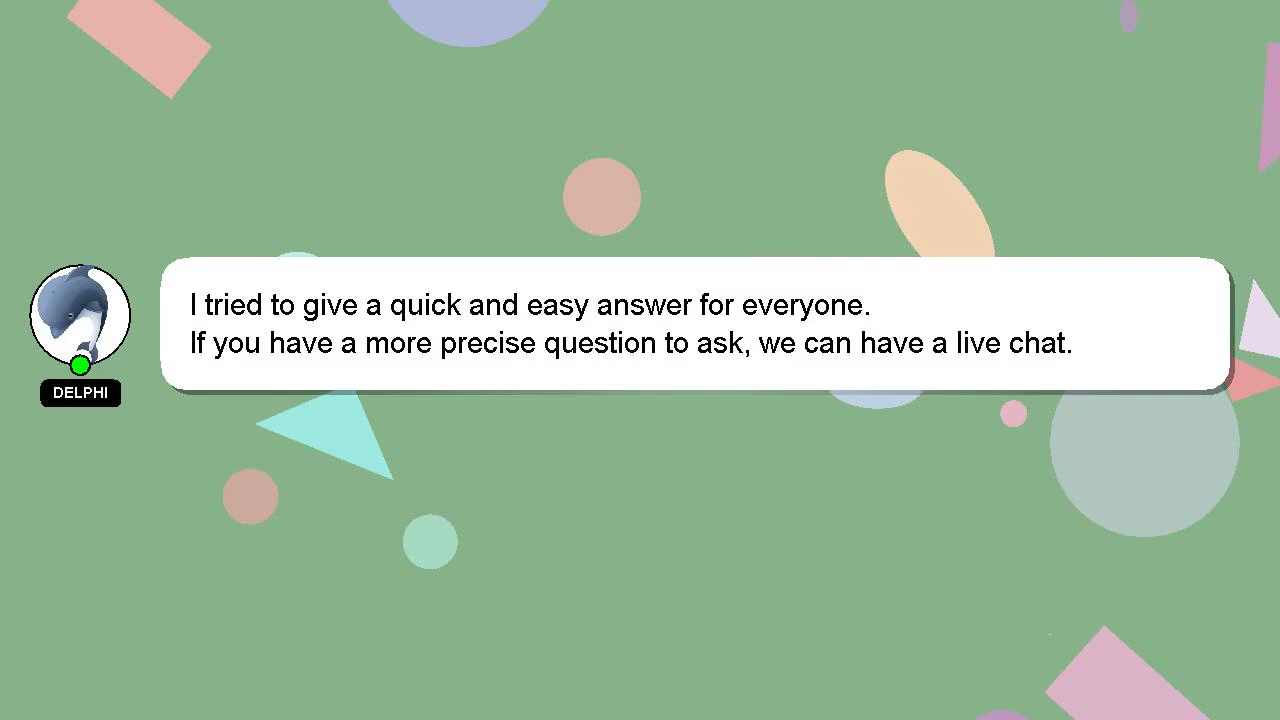 I tried to give a quick and easy answer for everyone.
If you have a more precise question to ask, we can have a live chat.
DELPHI